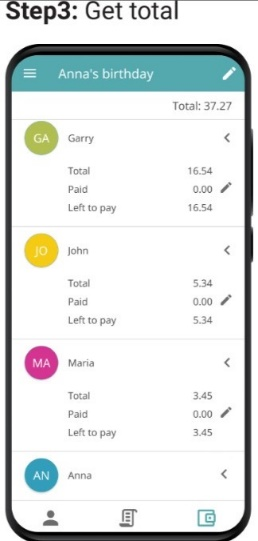 Step3: Get total
Anna's birthday
Total: 37.27
GA Garry
Total 16.54
Paid 0.00
Left to pay 16.54
JO John
Total 5.34
Paid 0.00
Left to pay 5.34
MA Maria
Total 3.45
Paid 0.00
Left to pay 3.45
AN Anna